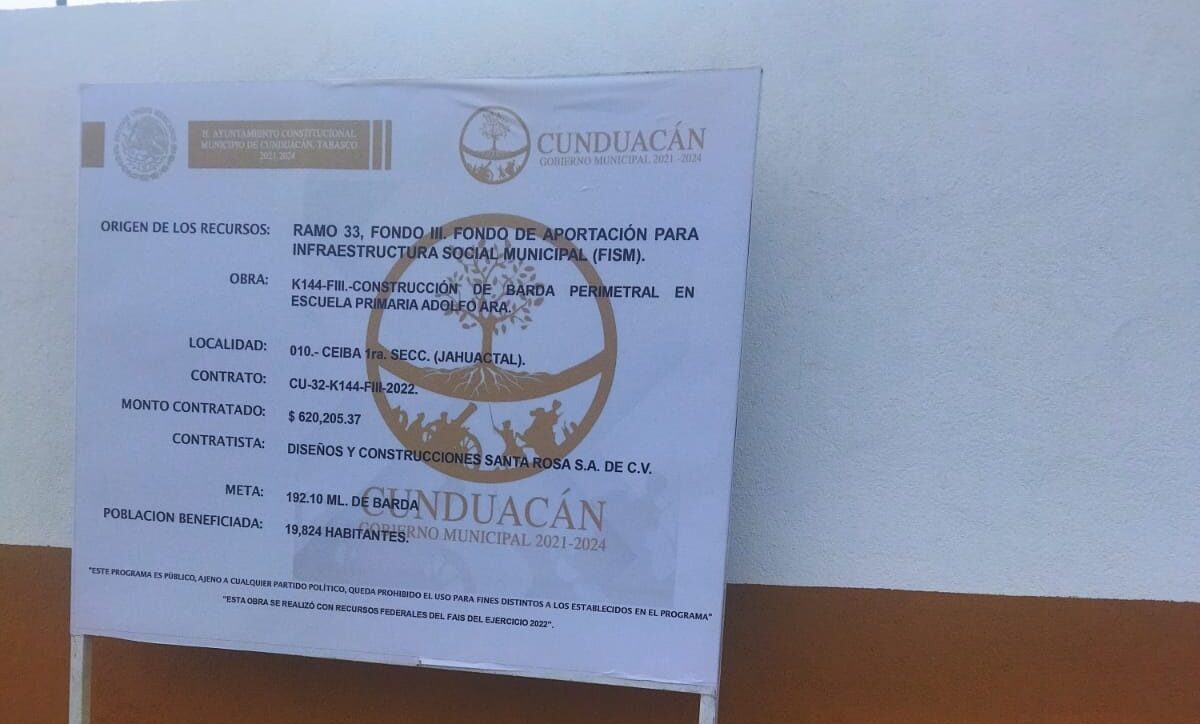 H. AYUNTAMIENTO CONSTITUCIONAL
MUNICIPIO DE CUNDUACÁN, TABASCO
2021 2024
CUNDUACÁN
GOBIERNO MUNICIPAL 2021 -2024
ORIGEN DE LOS RECURSOS: RAMO 33, FONDO III. FONDO DE APORTACIÓN PARA
INFRAESTRUCTURA SOCIAL MUNICIPAL (FISM).
OBRA: K144-FIII.-CONSTRUCCIÓN DE BARDA PERIMETRAL EN
ESCUELA PRIMARIA ADOLFO ARA.
LOCALIDAD: 010.- CEIBA 1ra. SECC. (JAHUACTAL).
CONTRATO: CU-32-K144-FIII-2022.
MONTO CONTRATADO: $ 620,205.37
CONTRATISTA: DISEÑOS Y CONSTRUCCIONES SANTA ROSA S.A. DE C.V.
META: 192.10 ML. DE BARDA
POBLACION BENEFICIADA: 19,824 HABITANTES.
CUNDUACÁN
GOBIERNO MUNICIPAL 2021-2024
"ESTE PROGRAMA ES PÚBLICO, AJENO A CUALQUIER PARTIDO POLÍTICO, QUEDA PROHIBIDO EL USO PARA FINES DISTINTOS A LOS ESTABLECIDOS EN EL PROGRAMA"
"ESTA OBRA SE REALIZÓ CON RECURSOS FEDERALES DEL FAIS DEL EJERCICIO 2022".